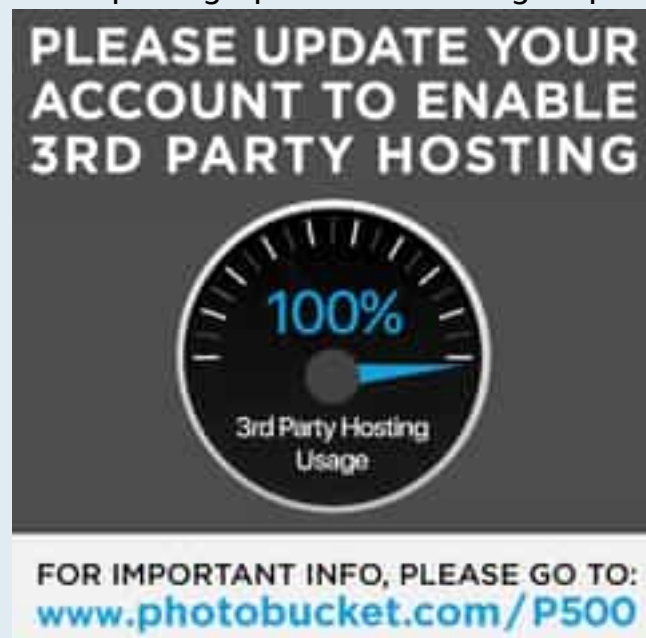 PLEASE UPDATE YOUR
ACCOUNT TO ENABLE
3RD PARTY HOSTING
100%
3rd Party Hosting
Usage
FOR IMPORTANT INFO, PLEASE GO TO:
www.photobucket.com/P500